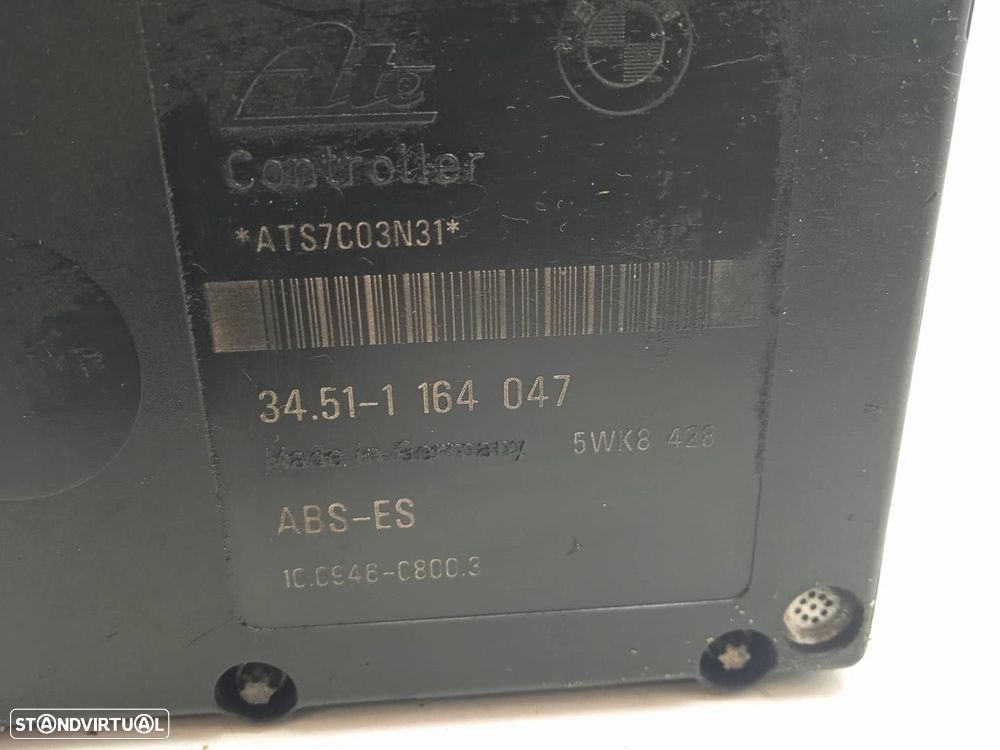 Ate
Controller
*ATS7C03N31*
34.51-1 164 047
Made in Germany 5WK8 428
ABS-ES
10.0946-0800.3
STANDVIRTUAL